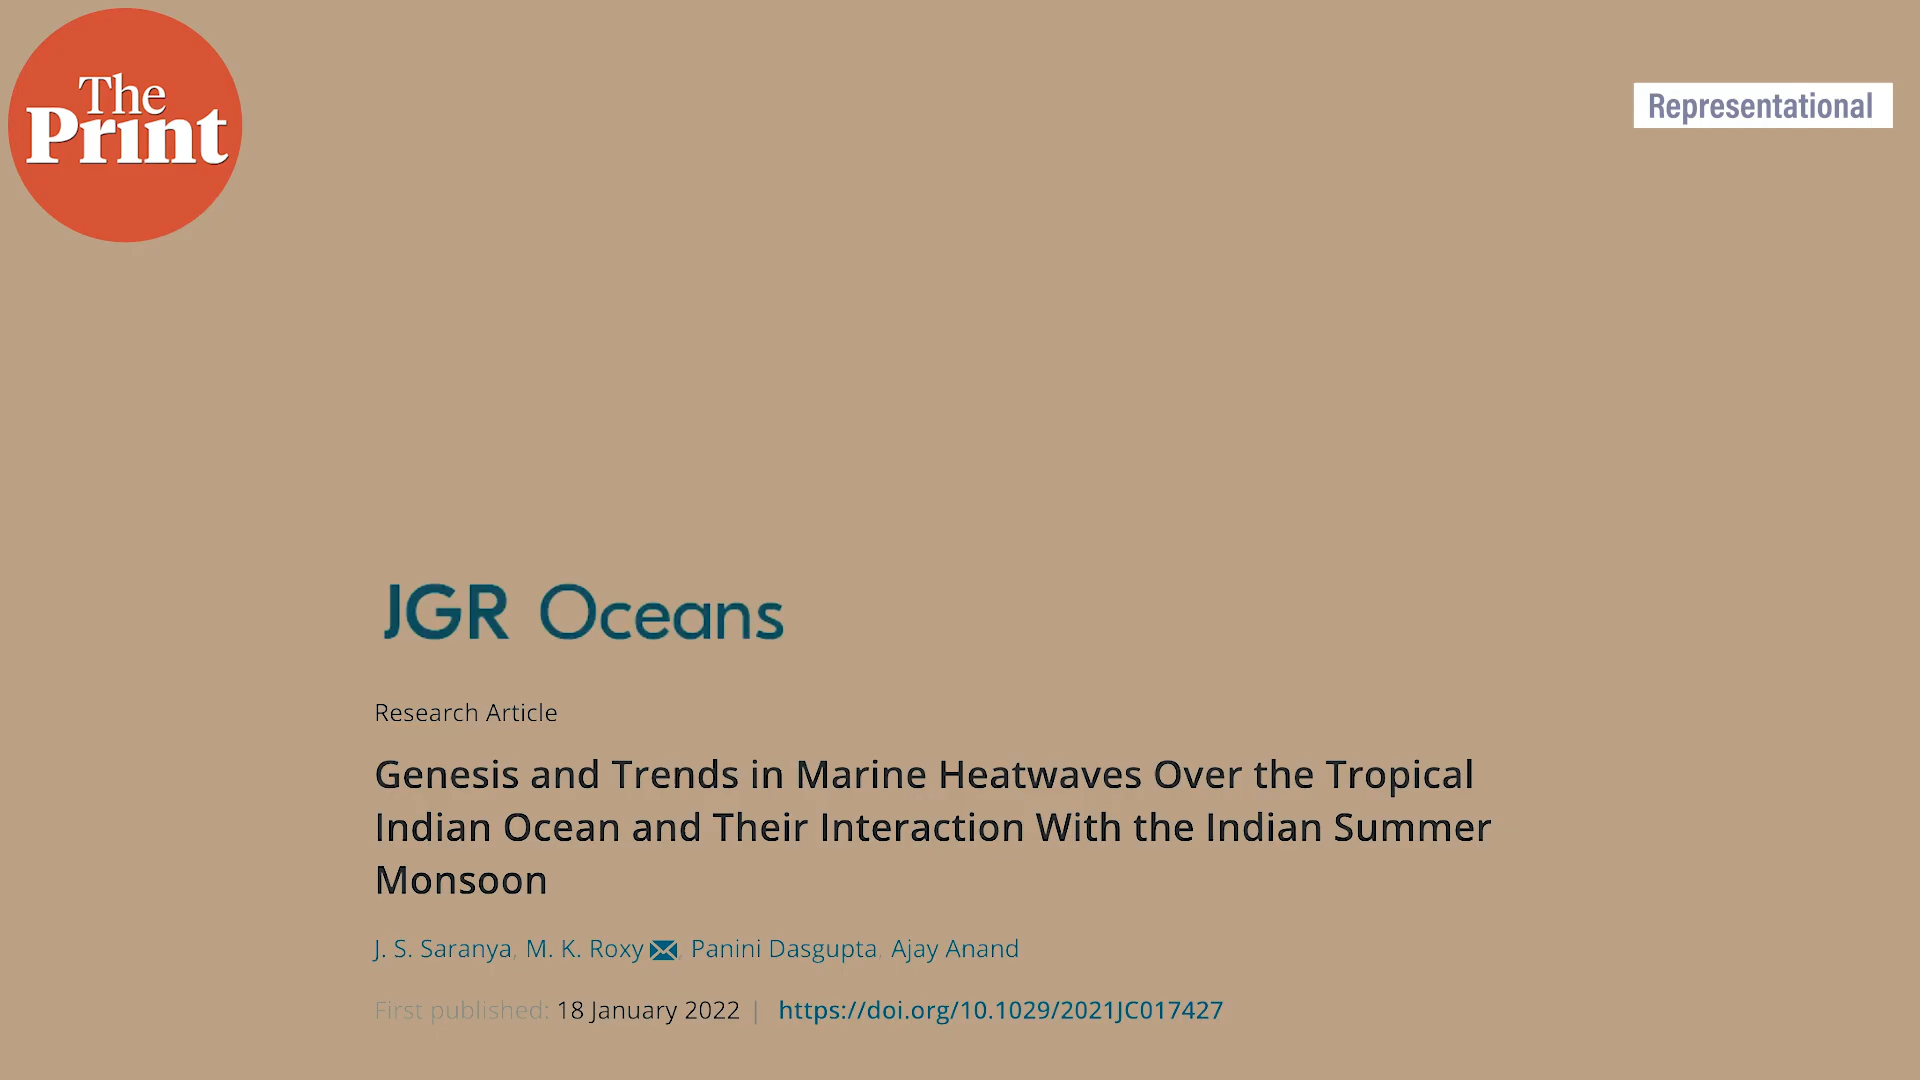 The
Print
Representational
JGR Oceans
Research Article
Genesis and Trends in Marine Heatwaves Over the Tropical
Indian Ocean and Their Interaction With the Indian Summer
Monsoon
J. S. Saranya, M. K. Roxy, Panini Dasgupta, Ajay Anand
First published: 18 January 2022 | https://doi.org/10.1029/2021JC017427